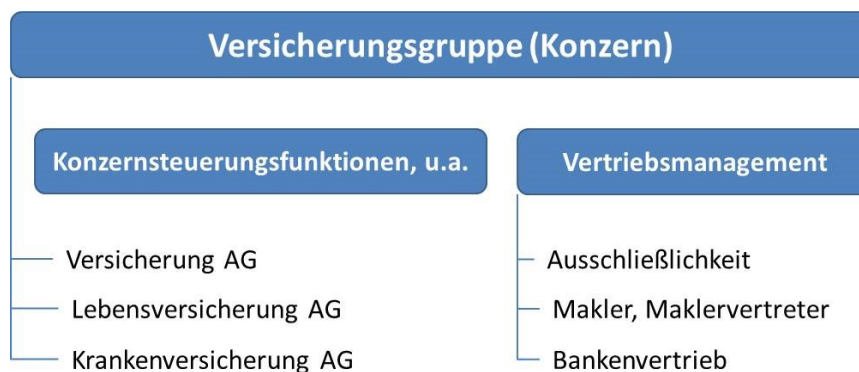 Versicherungsgruppe (Konzern)
Konzernsteuerungsfunktionen, u.a.
Vertriebsmanagement
Versicherung AG
Ausschließlichkeit
Lebensversicherung AG
Makler, Maklervertreter
Krankenversicherung AG
Bankenvertrieb